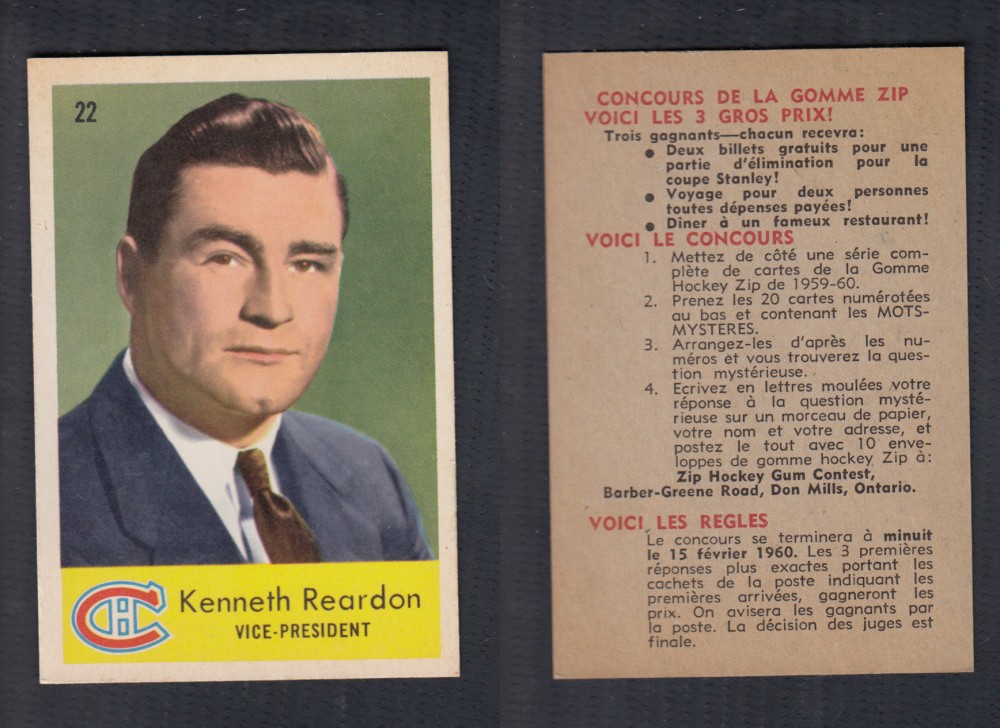 22
CH
Kenneth Reardon
VICE-PRESIDENT
CONCOURS DE LA GOMME ZIP
VOICI LES 3 GROS PRIX!
Trois gagnants—chacun recevra:
● Deux billets gratuits pour une
partie d'élimination pour la
coupe Stanley!
● Voyage pour deux personnes
toutes dépenses payées!
● Diner à un fameux restaurant!
VOICI LE CONCOURS
1. Mettez de côté une série com-
plète de cartes de la Gomme
Hockey Zip de 1959-60.
2. Prenez les 20 cartes numérotées
au bas et contenant les MOTS-
MYSTERES.
3. Arrangez-les d'après les nu-
méros et vous trouverez la ques-
tion mystérieuse.
4. Ecrivez en lettres moulées votre
réponse à la question mysté-
rieuse sur un morceau de papier,
votre nom et votre adresse, et
postez le tout avec 10 enve-
loppes de gomme hockey Zip à:
Zip Hockey Gum Contest,
Barber-Greene Road, Don Mills, Ontario.
VOICI LES REGLES
Le concours se terminera à minuit
le 15 février 1960. Les 3 premières
réponses plus exactes portant les
cachets de la poste indiquant les
premières arrivées, gagneront les
prix. On avisera les gagnants par
la poste. La décision des juges est
finale.